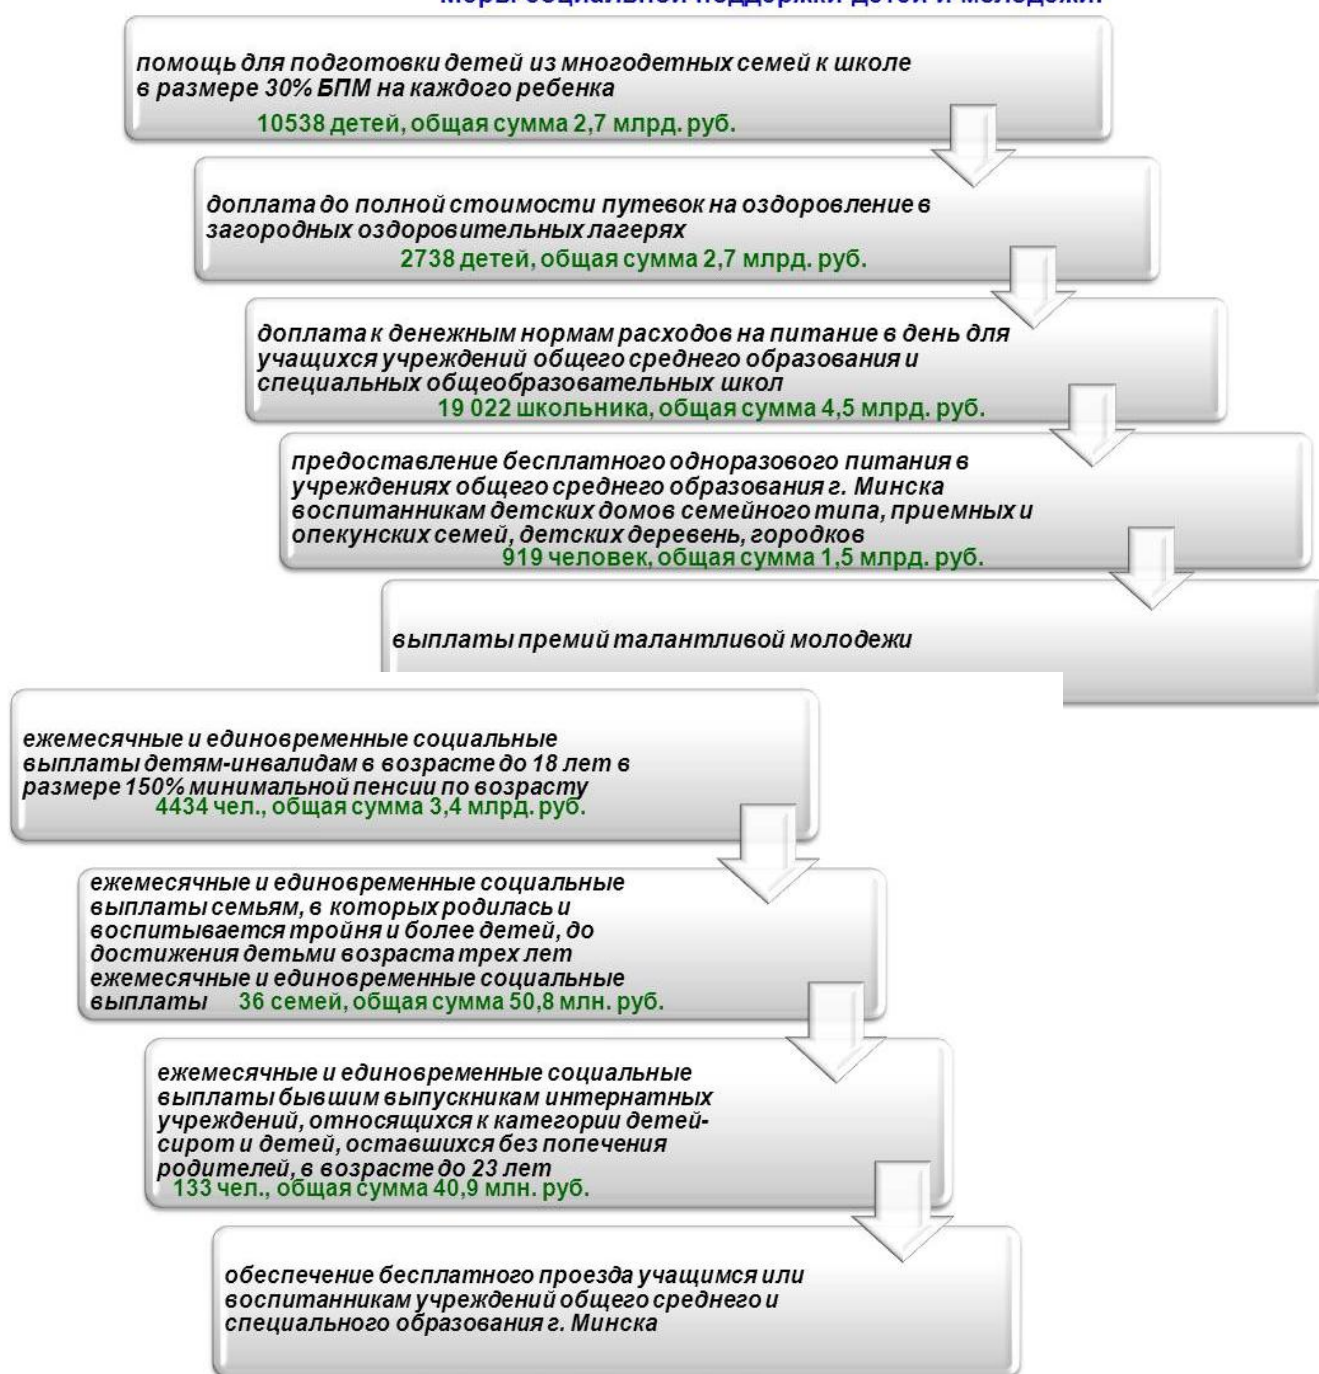 Меры социальной поддержки детей и молодежи:
помощь для подготовки детей из многодетных семей к школе
в размере 30% БПМ на каждого ребенка
10538 детей, общая сумма 2,7 млрд. руб.
доплата до полной стоимости путевок на оздоровление в
загородных оздоровительных лагерях
2738 детей, общая сумма 2,7 млрд. руб.
доплата к денежным нормам расходов на питание в день для
учащихся учреждений общего среднего образования и
специальных общеобразовательных школ
19 022 школьника, общая сумма 4,5 млрд. руб.
предоставление бесплатного одноразового питания в
учреждениях общего среднего образования г. Минска
воспитанникам детских домов семейного типа, приемных и
опекунских семей, детских деревень, городков
919 человек, общая сумма 1,5 млрд. руб.
выплаты премий талантливой молодежи
ежемесячные и единовременные социальные
выплаты детям-инвалидам в возрасте до 18 лет в
размере 150% минимальной пенсии по возрасту
4434 чел., общая сумма 3,4 млрд. руб.
ежемесячные и единовременные социальные
выплаты семьям, в которых родилась и
воспитывается тройня и более детей, до
достижения детьми возраста трех лет
ежемесячные и единовременные социальные
выплаты 36 семей, общая сумма 50,8 млн. руб.
ежемесячные и единовременные социальные
выплаты бывшим выпускникам интернатных
учреждений, относящихся к категории детей-
сирот и детей, оставшихся без попечения
родителей, в возрасте до 23 лет
133 чел., общая сумма 40,9 млн. руб.
обеспечение бесплатного проезда учащимся или
воспитанникам учреждений общего среднего и
специального образования г. Минска